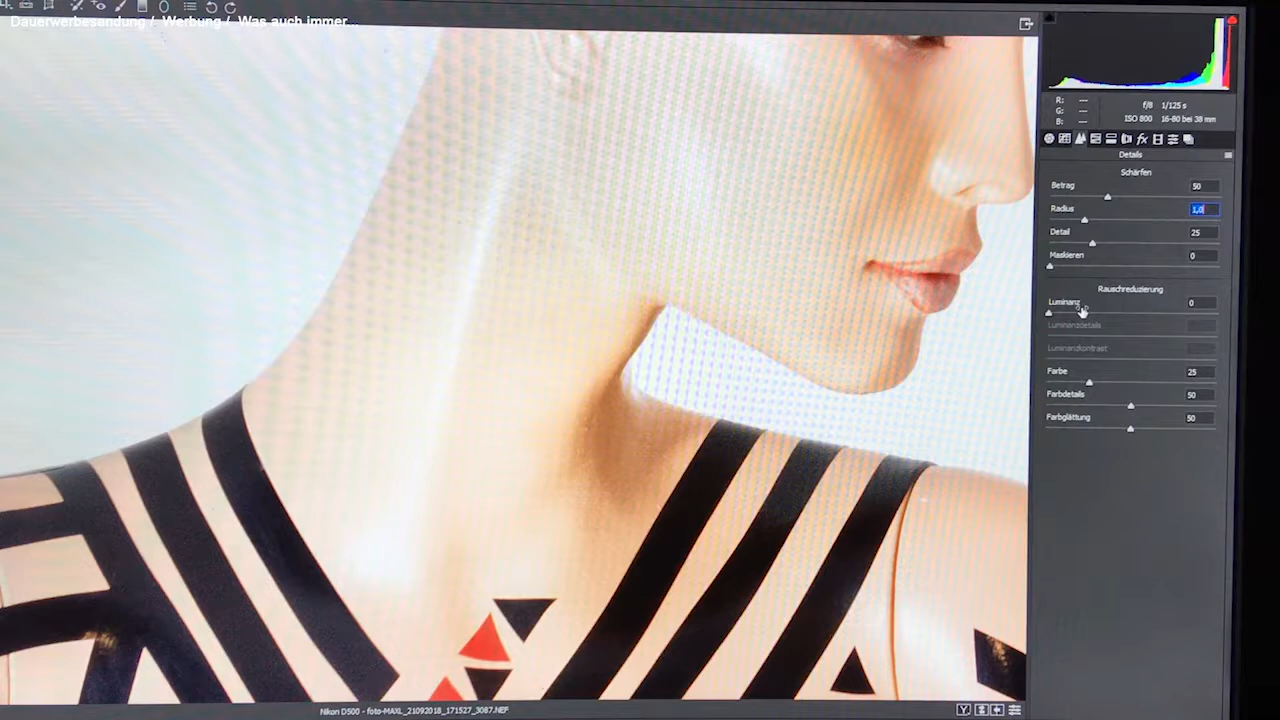 Dauerwerbesendung / Werbung / Was auch immer...
R: ---
G: ---
B: ---
f/8 1/125 s
ISO 800 16-80 bei 38 mm
fx
Details
Schärfen
Betrag 50
Radius 1,0
Detail 25
Maskieren 0
Rauschreduzierung
Luminanz 0
Luminanzdetails
Luminanzkontrast
Farbe 25
Farbdetails 50
Farbglättung 50
Nikon D500 - foto-MAXL_21092018_171527_3087.NEF
Y